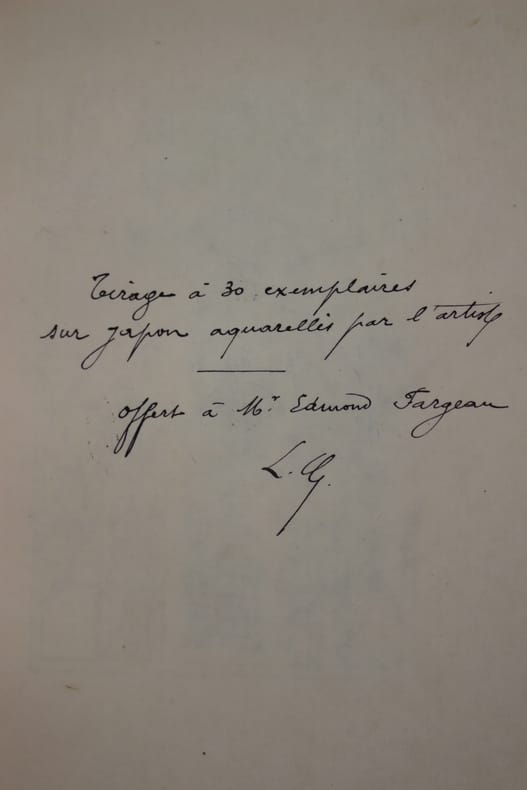 Tirage à 30 exemplaires
sur Japon aquarellés par l'artiste
offert à Mr. Edmond Fargeau
L. G.